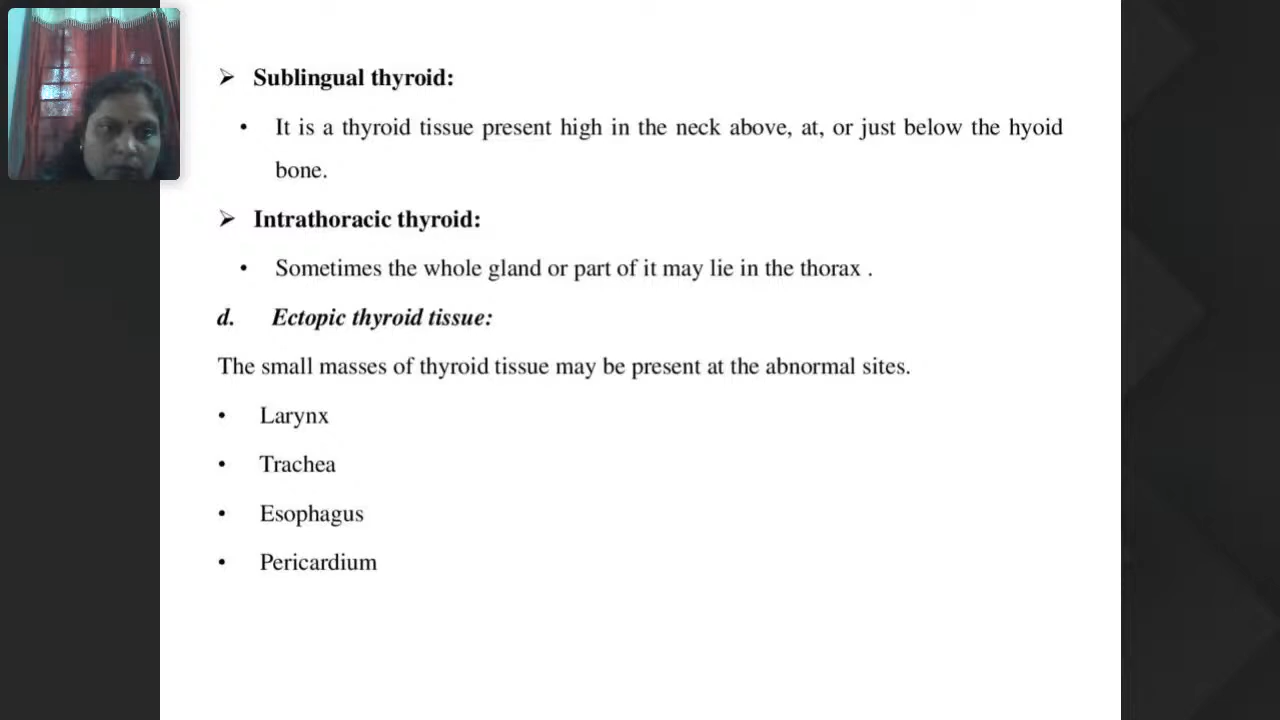 ➢ Sublingual thyroid:
• It is a thyroid tissue present high in the neck above, at, or just below the hyoid
bone.
➢ Intrathoracic thyroid:
• Sometimes the whole gland or part of it may lie in the thorax .
d. Ectopic thyroid tissue:
The small masses of thyroid tissue may be present at the abnormal sites.
• Larynx
• Trachea
• Esophagus
• Pericardium